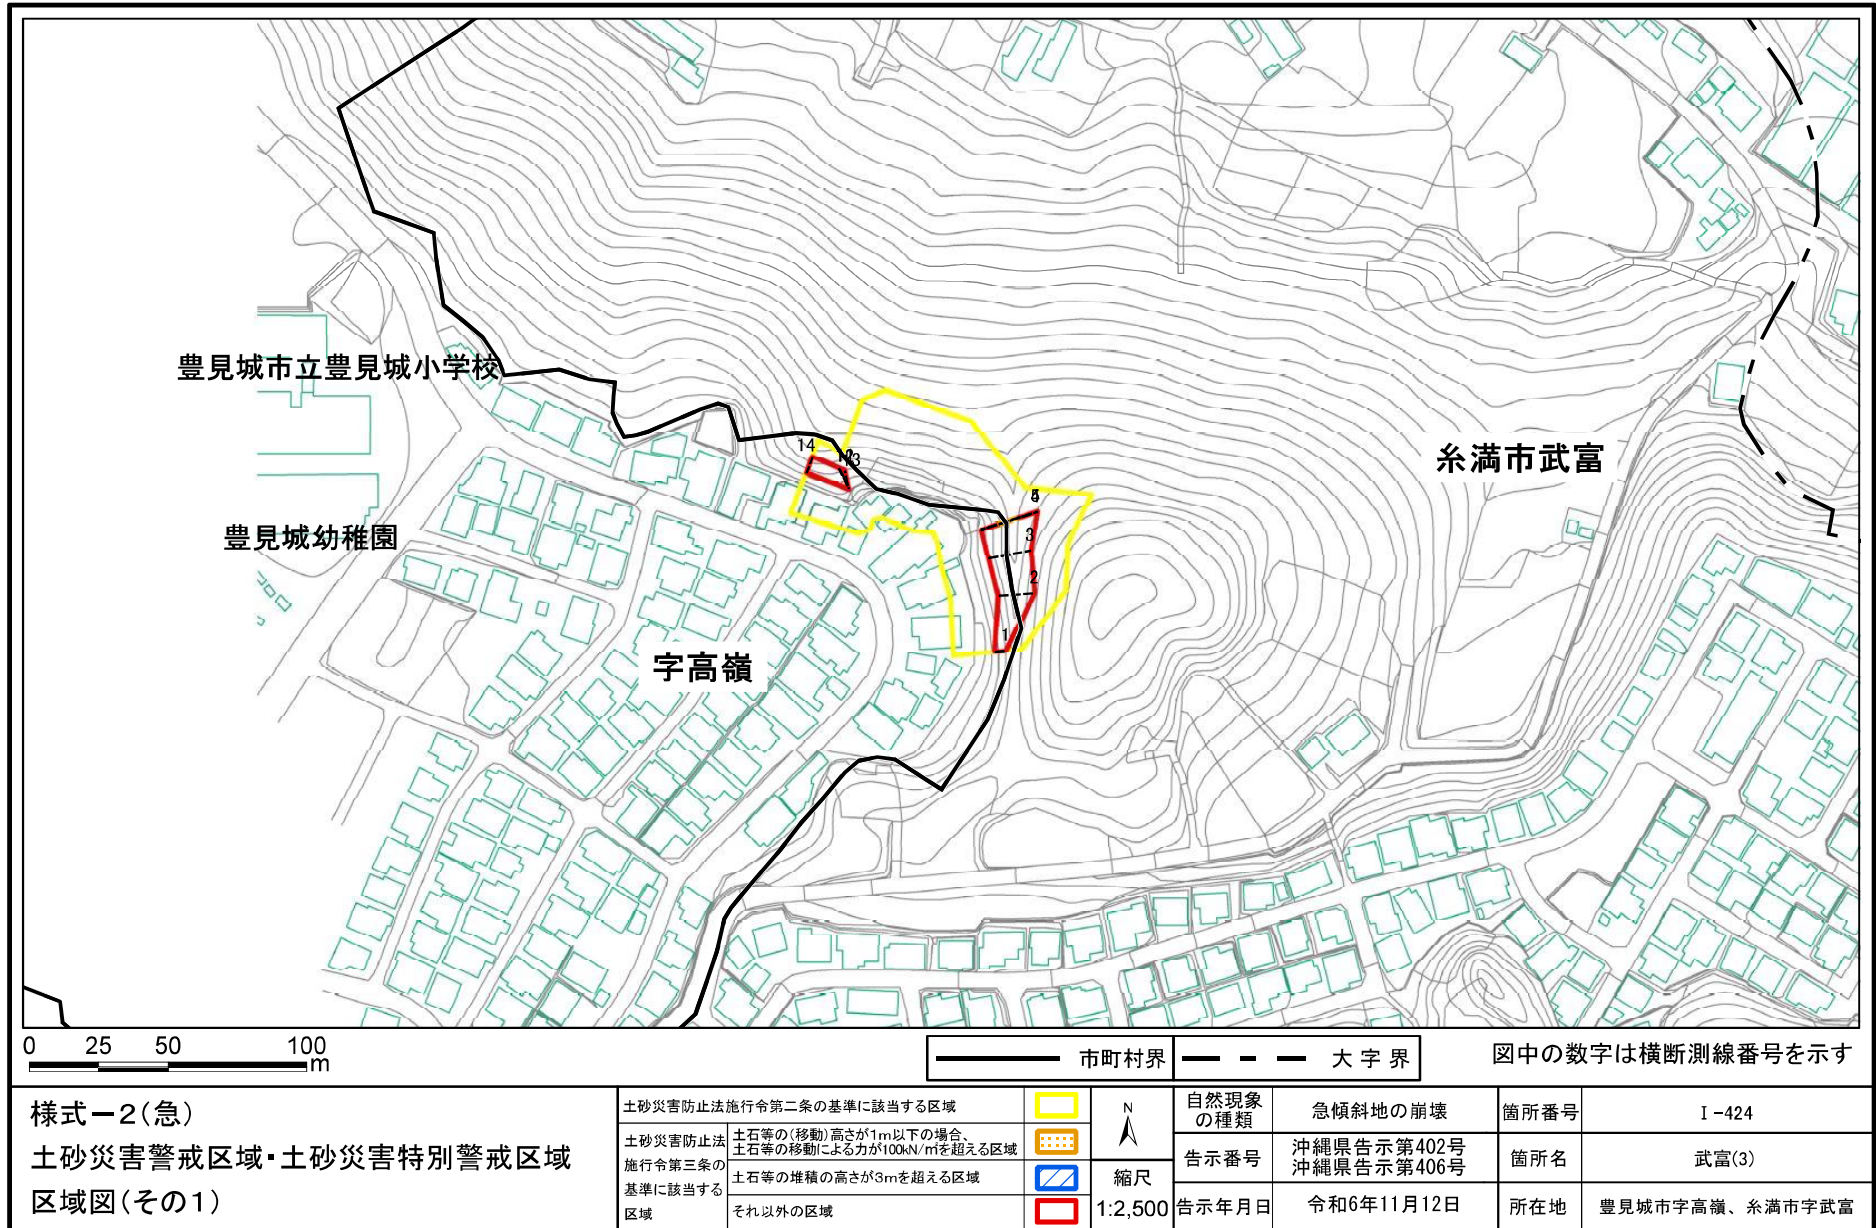 豊見城市立豊見城小学校
豊見城幼稚園
字高嶺
糸満市武富
14
13
4
3
2
1
0 25 50 100
m
市町村界
大字界
図中の数字は横断測線番号を示す
様式－2(急)
土砂災害警戒区域・土砂災害特別警戒区域
区域図(その1)
土砂災害防止法施行令第二条の基準に該当する区域
土砂災害防止法
施行令第三条の
基準に該当する
区域
土石等の(移動)高さが1m以下の場合、
土石等の移動による力が100kN/㎡を超える区域
土石等の堆積の高さが3mを超える区域
それ以外の区域
N
縮尺
1:2,500
自然現象
の種類
急傾斜地の崩壊
箇所番号
Ⅰ-424
告示番号
沖縄県告示第402号
沖縄県告示第406号
箇所名
武富(3)
告示年月日
令和6年11月12日
所在地
豊見城市字高嶺、糸満市字武富